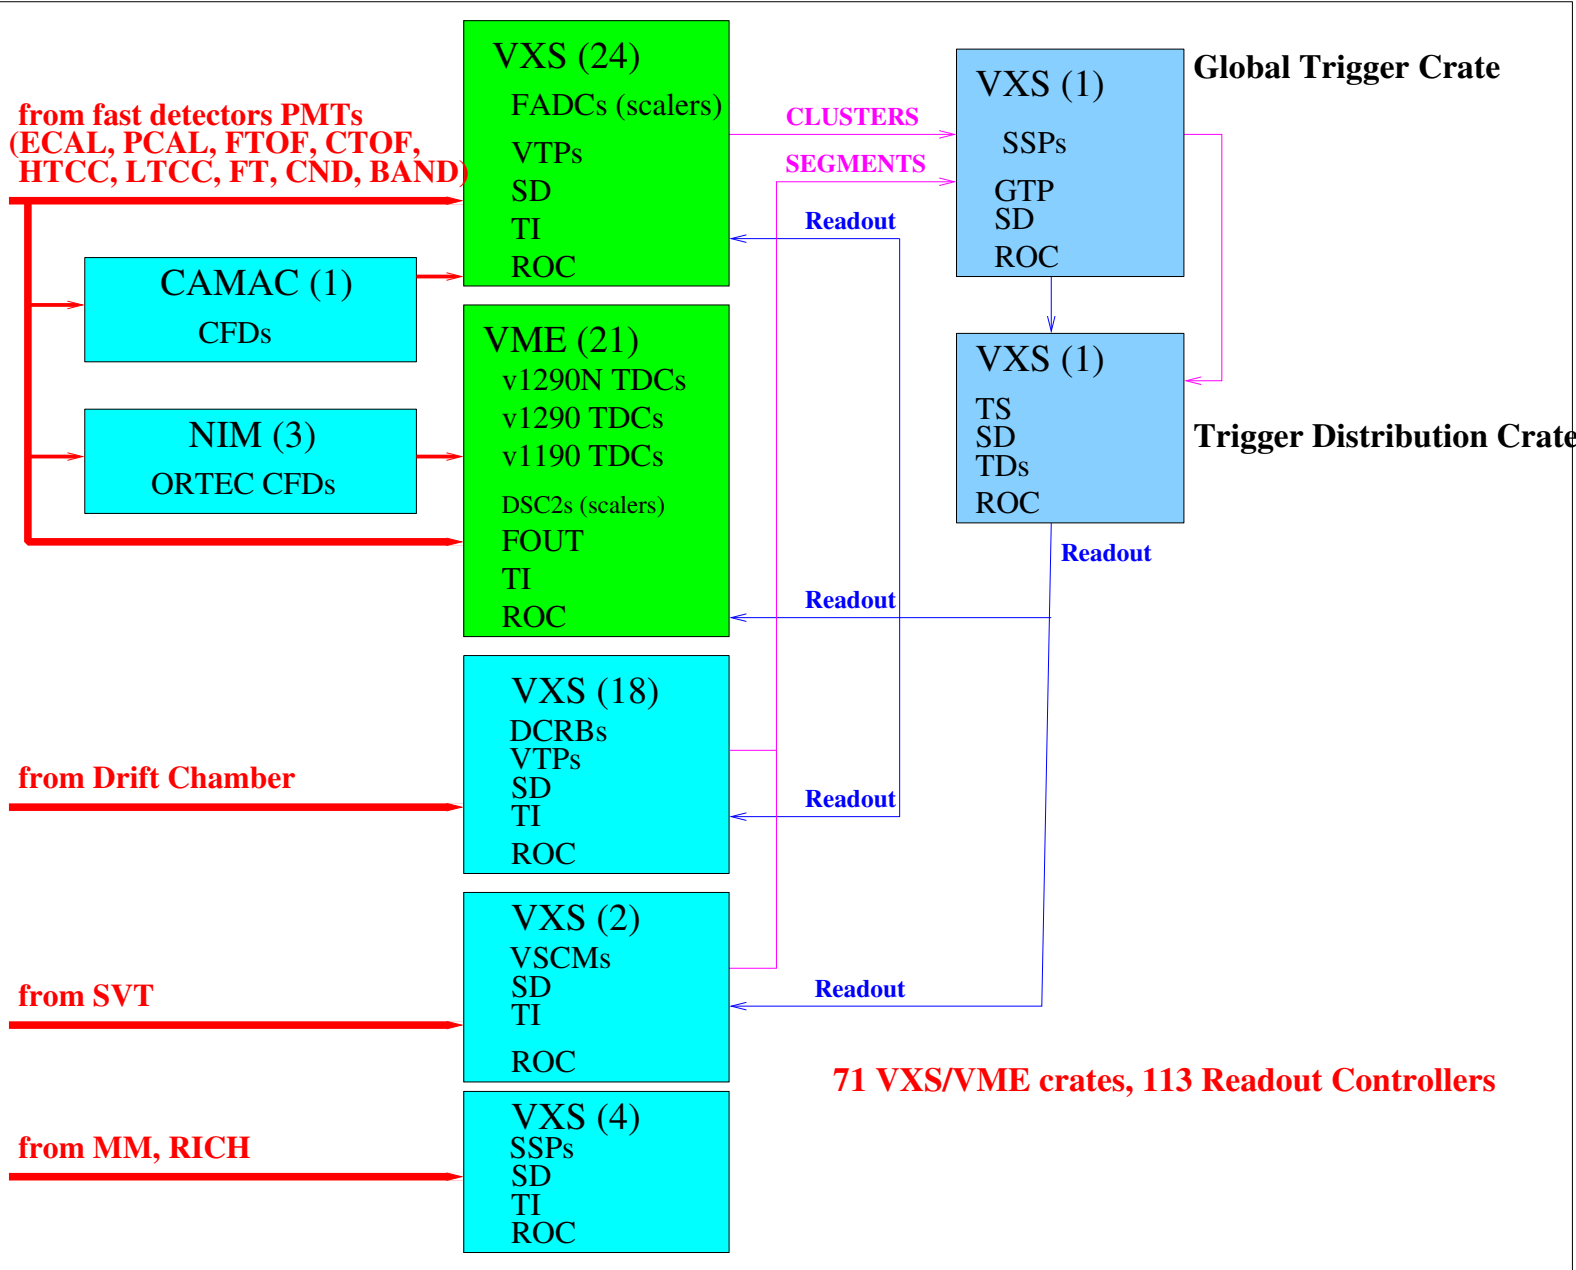 from fast detectors PMTs
(ECAL, PCAL, FTOF, CTOF,
HTCC, LTCC, FT, CND, BAND)
CAMAC (1)
CFDs
NIM (3)
ORTEC CFDs
VXS (24)
FADCs (scalers)
VTPs
SD
TI
ROC
VME (21)
v1290N TDCs
v1290 TDCs
v1190 TDCs
DSC2s (scalers)
FOUT
TI
ROC
from Drift Chamber
VXS (18)
DCRBs
VTPs
SD
TI
ROC
from SVT
VXS (2)
VSCMs
SD
TI
ROC
from MM, RICH
VXS (4)
SSPs
SD
TI
ROC
CLUSTERS
SEGMENTS
Readout
Readout
Readout
Readout
Global Trigger Crate
VXS (1)
SSPs
GTP
SD
ROC
VXS (1)
TS
SD
TDs
ROC
Trigger Distribution Crate
Readout
71 VXS/VME crates, 113 Readout Controllers